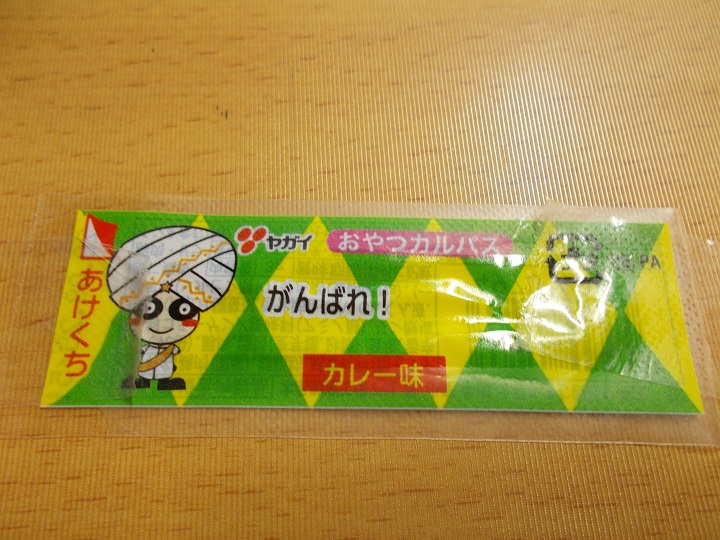 あけくち
ヤガイ
おやつカルパス
がんばれ!
カレー味